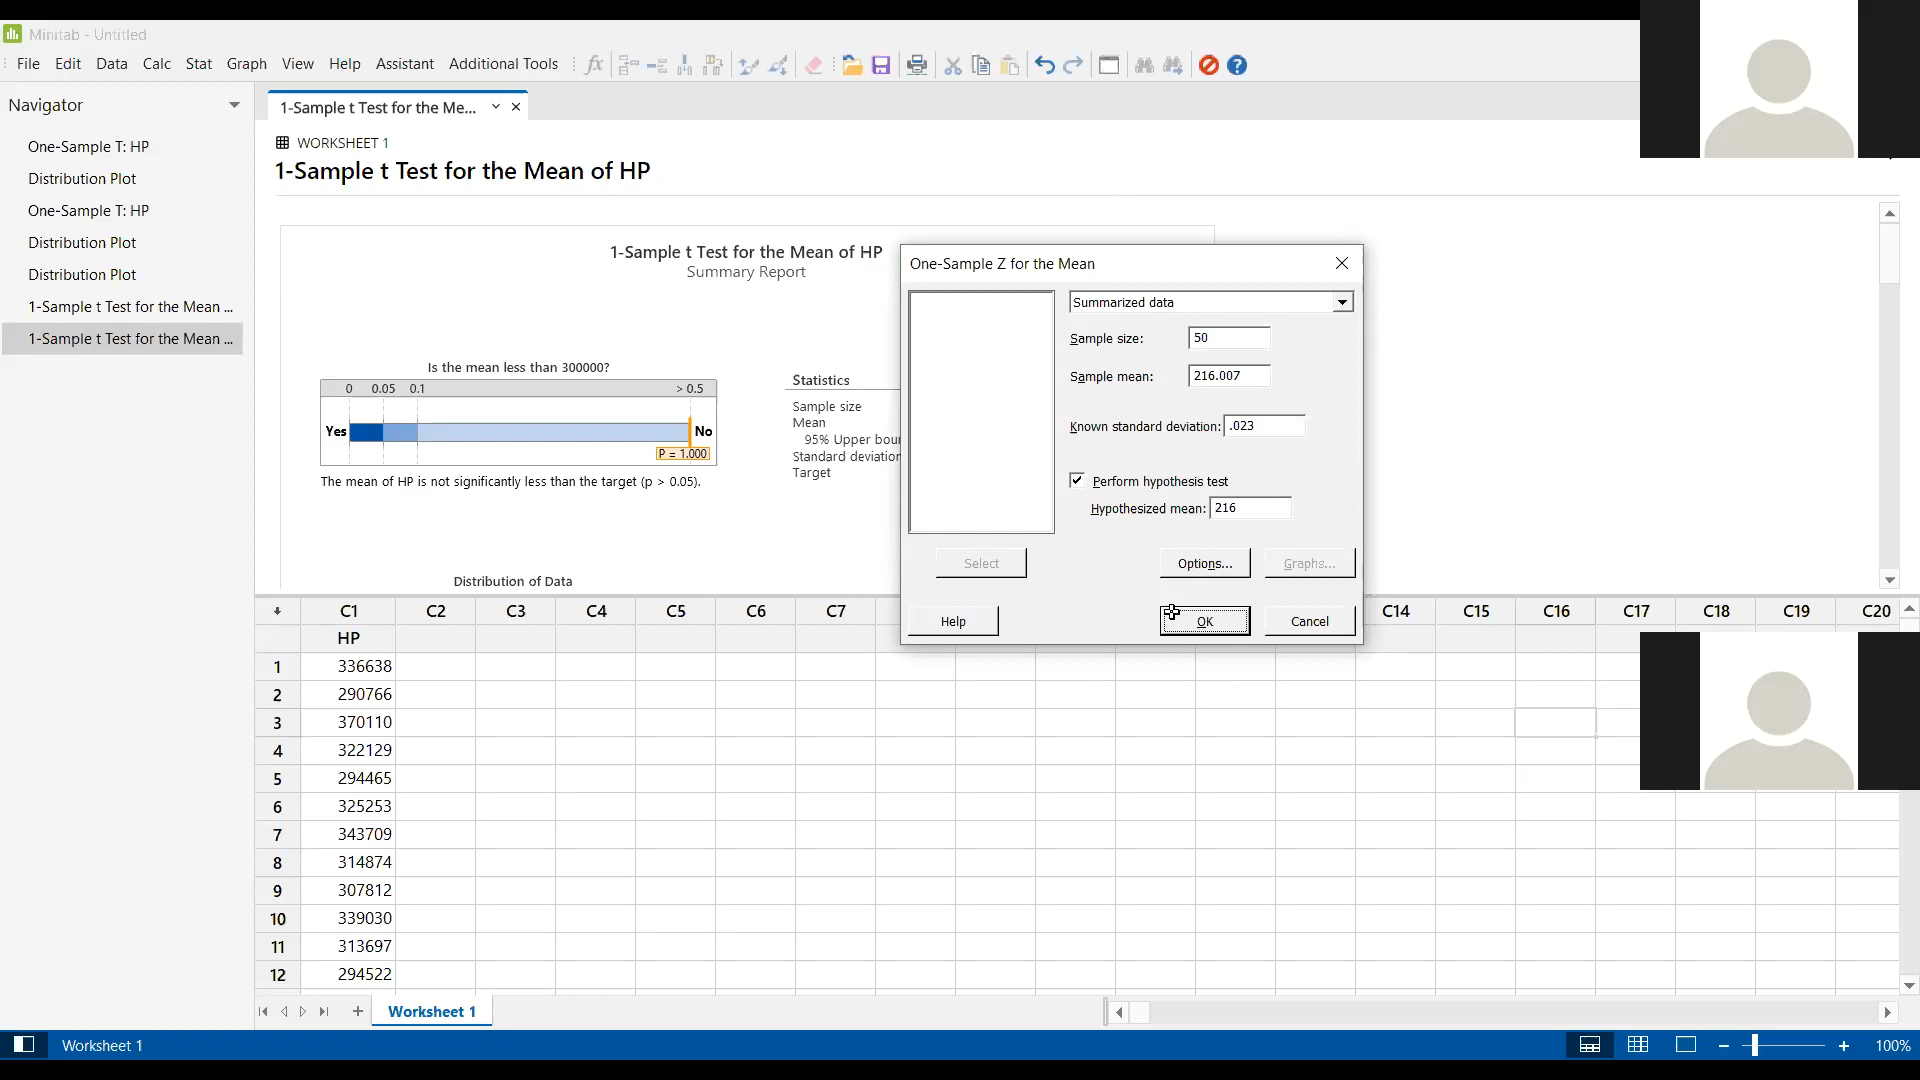 Minitab - Untitled
File Edit Data Calc Stat Graph View Help Assistant Additional Tools
Navigator
One-Sample T: HP
Distribution Plot
One-Sample T: HP
Distribution Plot
Distribution Plot
1-Sample t Test for the Mean ...
1-Sample t Test for the Mean ...
1-Sample t Test for the Me...
WORKSHEET 1
1-Sample t Test for the Mean of HP
1-Sample t Test for the Mean of HP
Summary Report
Is the mean less than 300000?
0 0.05 0.1 > 0.5
Yes No
P = 1.000
The mean of HP is not significantly less than the target (p > 0.05).
Statistics
Sample size
Mean
95% Upper bou
Standard deviation
Target
Distribution of Data
One-Sample Z for the Mean
Summarized data
Sample size: 50
Sample mean: 216.007
Known standard deviation: .023
Perform hypothesis test
Hypothesized mean: 216
Select Options... Graphs...
Help OK Cancel
C1 C2 C3 C4 C5 C6 C7 C14 C15 C16 C17 C18 C19 C20
HP
1 336638
2 290766
3 370110
4 322129
5 294465
6 325253
7 343709
8 314874
9 307812
10 339030
11 313697
12 294522
Worksheet 1
Worksheet 1
100%